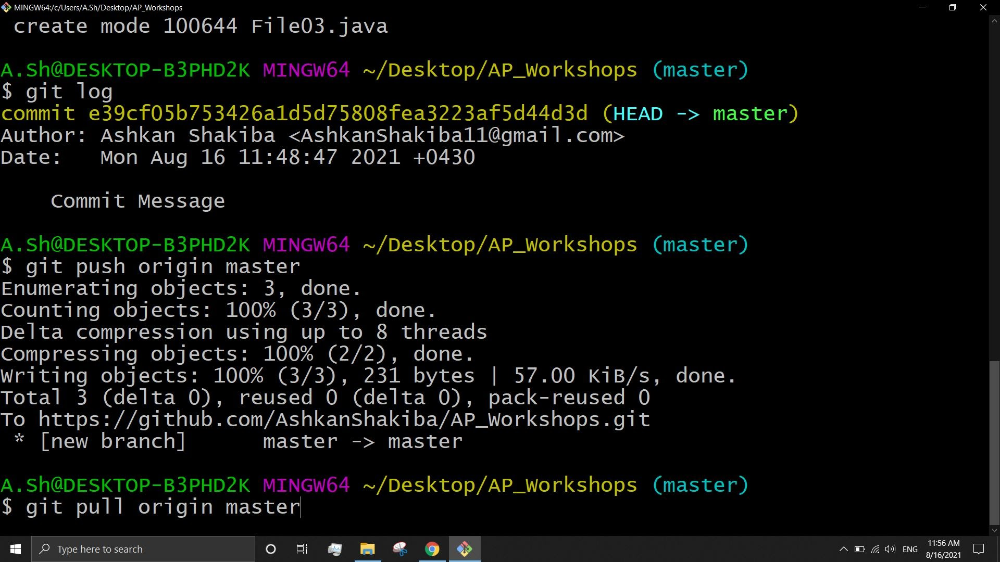 MINGW64:/c/Users/A.Sh/Desktop/AP_Workshops
create mode 100644 File03.java
A.Sh@DESKTOP-B3PHD2K MINGW64 ~/Desktop/AP_Workshops (master)
$ git log
commit e39cf05b753426a1d5d75808fea3223af5d44d3d (HEAD -> master)
Author: Ashkan Shakiba <AshkanShakiba11@gmail.com>
Date:   Mon Aug 16 11:48:47 2021 +0430
Commit Message
A.Sh@DESKTOP-B3PHD2K MINGW64 ~/Desktop/AP_Workshops (master)
$ git push origin master
Enumerating objects: 3, done.
Counting objects: 100% (3/3), done.
Delta compression using up to 8 threads
Compressing objects: 100% (2/2), done.
Writing objects: 100% (3/3), 231 bytes | 57.00 KiB/s, done.
Total 3 (delta 0), reused 0 (delta 0), pack-reused 0
To https://github.com/AshkanShakiba/AP_Workshops.git
* [new branch]      master -> master
A.Sh@DESKTOP-B3PHD2K MINGW64 ~/Desktop/AP_Workshops (master)
$ git pull origin master
Type here to search
ENG
11:56 AM
8/16/2021